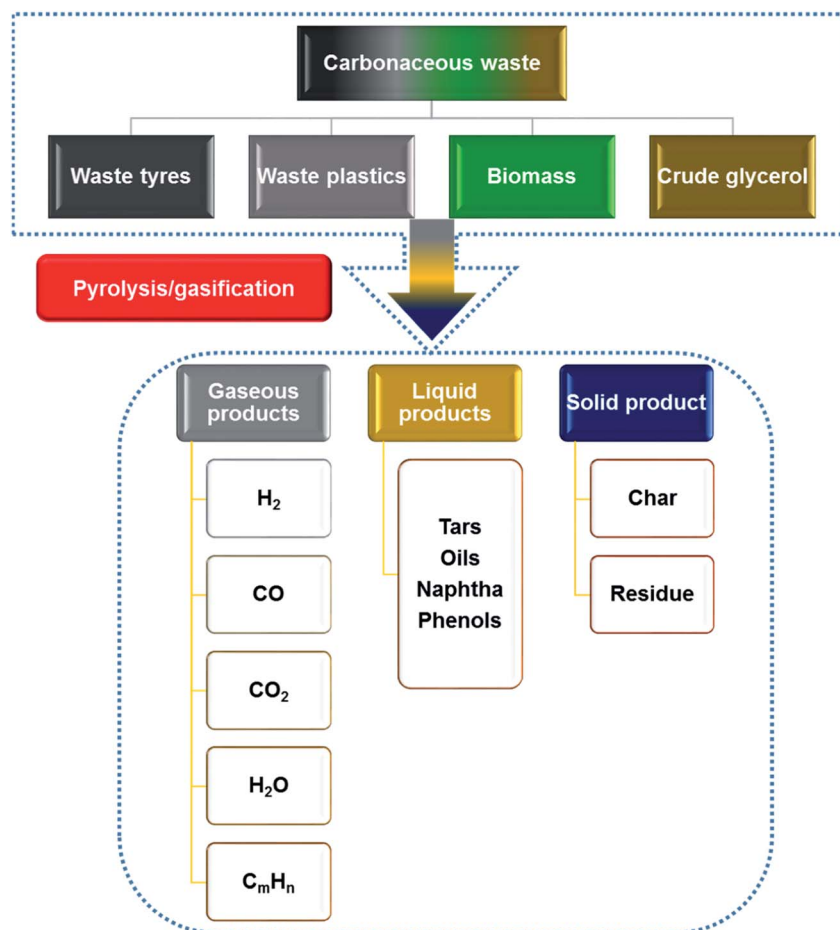 Carbonaceous waste
Waste tyres
Waste plastics
Biomass
Crude glycerol
Pyrolysis/gasification
Gaseous
products
Liquid
products
Solid product
H₂
CO
CO₂
H₂O
CₘHₙ
Tars
Oils
Naphtha
Phenols
Char
Residue